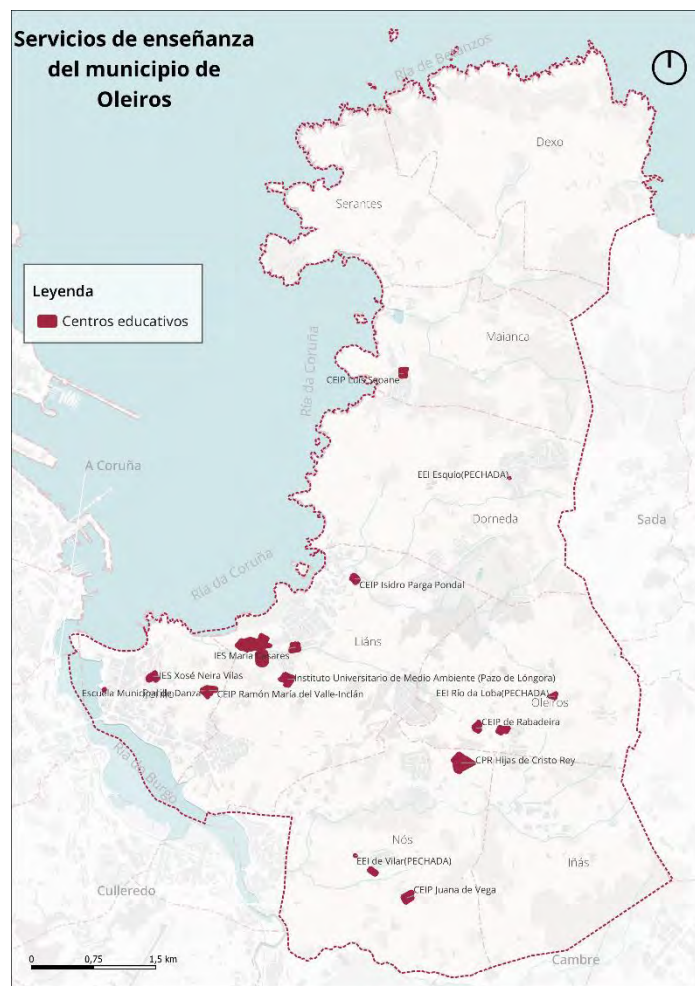 Servicios de enseñanza
del municipio de
Oleiros
Ría de Betanzos
Dexo
Serantes
Leyenda
Centros educativos
Ría da Coruña
Maianca
CEIP Luis Seoane
A Coruña
EEI Esquío(PECHADA)
Dorneda
Sada
Ría da Coruña
CEIP Isidro Parga Pondal
Liáns
IES María Casares
IES Xosé Neira Vilas
Instituto Universitario de Medio Ambiente (Pazo de Lóngora)
Escuela Municipal de Danza
CEIP Ramón María del Valle-Inclán
EEI Río da Loba(PECHADA)
Oleiros
CEIP de Rabadeira
CPR Hijas de Cristo Rey
Ría do Burgo
Nós
EEI de Vilar(PECHADA)
Iñás
Culleredo
CEIP Juana de Vega
Cambre
0 0,75 1,5 km